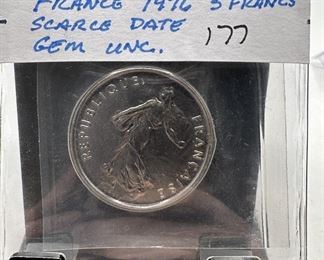 FRANCE 1976 5 FRANCS
SCARCE DATE
GEM UNC. 177
REPUBLIQUE FRANÇAISE